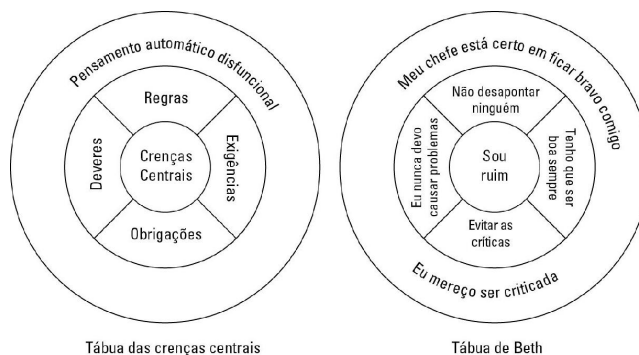 Pensamento automático disfuncional
Regras
Deveres
Crenças
Centrais
Exigências
Obrigações
Tábua das crenças centrais
Meu chefe está certo em ficar bravo comigo
Não desapontar
ninguém
Eu nunca devo
causar problemas
Sou
ruim
Tenho que ser
boa sempre
Evitar as
críticas
Eu mereço ser criticada
Tábua de Beth